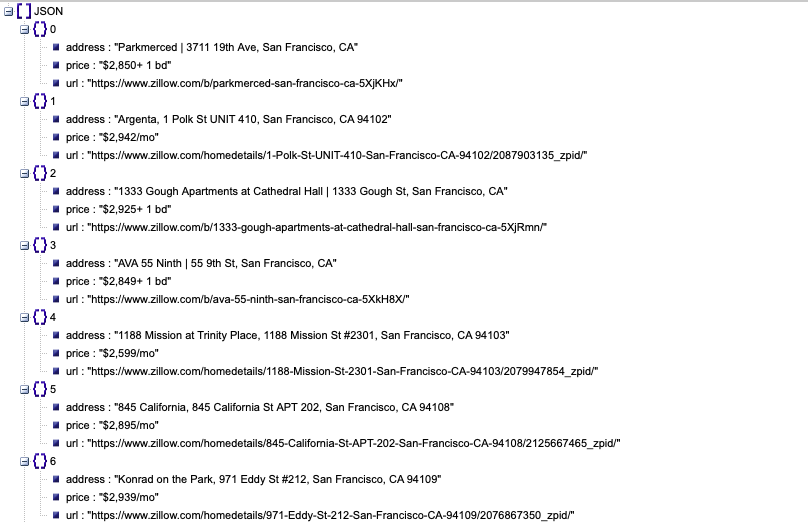 JSON
0
address : "Parkmerced | 3711 19th Ave, San Francisco, CA"
price : "$2,850+ 1 bd"
url : "https://www.zillow.com/b/parkmerced-san-francisco-ca-5XjKHx/"
1
address : "Argenta, 1 Polk St UNIT 410, San Francisco, CA 94102"
price : "$2,942/mo"
url : "https://www.zillow.com/homedetails/1-Polk-St-UNIT-410-San-Francisco-CA-94102/2087903135_zpid/"
2
address : "1333 Gough Apartments at Cathedral Hall | 1333 Gough St, San Francisco, CA"
price : "$2,925+ 1 bd"
url : "https://www.zillow.com/b/1333-gough-apartments-at-cathedral-hall-san-francisco-ca-5XjRmn/"
3
address : "AVA 55 Ninth | 55 9th St, San Francisco, CA"
price : "$2,849+ 1 bd"
url : "https://www.zillow.com/b/ava-55-ninth-san-francisco-ca-5XkH8X/"
4
address : "1188 Mission at Trinity Place, 1188 Mission St #2301, San Francisco, CA 94103"
price : "$2,599/mo"
url : "https://www.zillow.com/homedetails/1188-Mission-St-2301-San-Francisco-CA-94103/2079947854_zpid/"
5
address : "845 California, 845 California St APT 202, San Francisco, CA 94108"
price : "$2,895/mo"
url : "https://www.zillow.com/homedetails/845-California-St-APT-202-San-Francisco-CA-94108/2125667465_zpid/"
6
address : "Konrad on the Park, 971 Eddy St #212, San Francisco, CA 94109"
price : "$2,939/mo"
url : "https://www.zillow.com/homedetails/971-Eddy-St-212-San-Francisco-CA-94109/2076867350_zpid/"